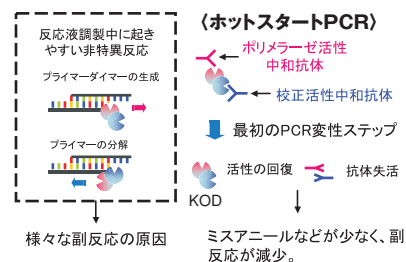 反応液調製中に起き
やすい非特異反応
プライマーダイマーの生成
プライマーの分解
様々な副反応の原因
〈ホットスタートPCR〉
ポリメラーゼ活性
中和抗体
校正活性中和抗体
最初のPCR変性ステップ
活性の回復
抗体失活
KOD
ミスアニールなどが少なく、副
反応が減少。